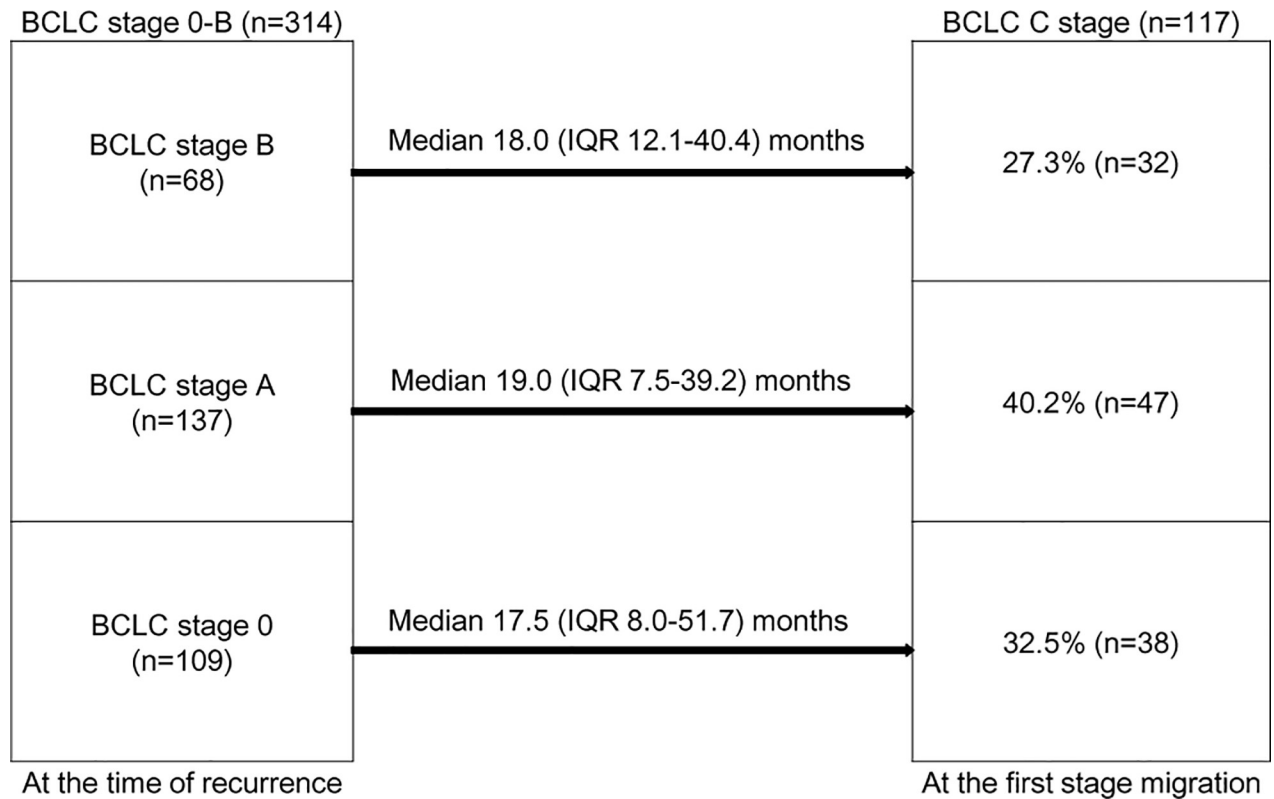 BCLC stage 0-B (n=314)
BCLC C stage (n=117)
BCLC stage B
(n=68)
Median 18.0 (IQR 12.1-40.4) months
27.3% (n=32)
BCLC stage A
(n=137)
Median 19.0 (IQR 7.5-39.2) months
40.2% (n=47)
BCLC stage 0
(n=109)
Median 17.5 (IQR 8.0-51.7) months
32.5% (n=38)
At the time of recurrence
At the first stage migration